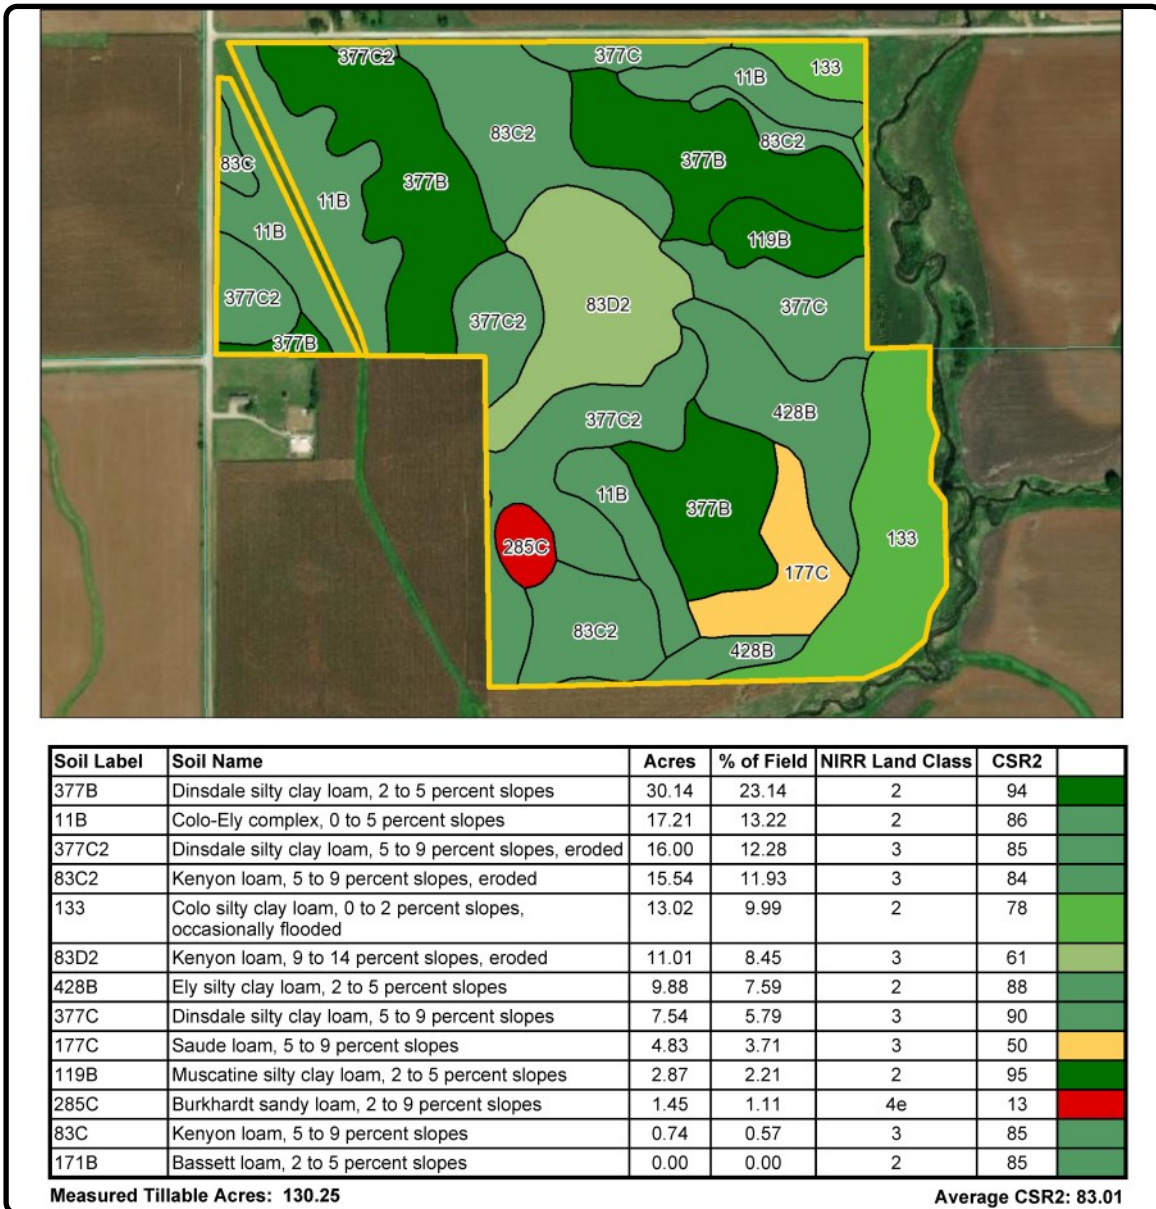 377C2
377C
133
11B
83C2
83C2
83C
377B
377B
11B
11B
119B
377C2
83D2
377C
377C2
377B
377C2
428B
11B
377B
285C
133
177C
83C2
428B
Soil Label Soil Name Acres % of Field NIRR Land Class CSR2
377B Dinsdale silty clay loam, 2 to 5 percent slopes 30.14 23.14 2 94
11B Colo-Ely complex, 0 to 5 percent slopes 17.21 13.22 2 86
377C2 Dinsdale silty clay loam, 5 to 9 percent slopes, eroded 16.00 12.28 3 85
83C2 Kenyon loam, 5 to 9 percent slopes, eroded 15.54 11.93 3 84
133 Colo silty clay loam, 0 to 2 percent slopes, 13.02 9.99 2 78
occasionally flooded
83D2 Kenyon loam, 9 to 14 percent slopes, eroded 11.01 8.45 3 61
428B Ely silty clay loam, 2 to 5 percent slopes 9.88 7.59 2 88
377C Dinsdale silty clay loam, 5 to 9 percent slopes 7.54 5.79 3 90
177C Saude loam, 5 to 9 percent slopes 4.83 3.71 3 50
119B Muscatine silty clay loam, 2 to 5 percent slopes 2.87 2.21 2 95
285C Burkhardt sandy loam, 2 to 9 percent slopes 1.45 1.11 4e 13
83C Kenyon loam, 5 to 9 percent slopes 0.74 0.57 3 85
171B Bassett loam, 2 to 5 percent slopes 0.00 0.00 2 85
Measured Tillable Acres: 130.25 Average CSR2: 83.01